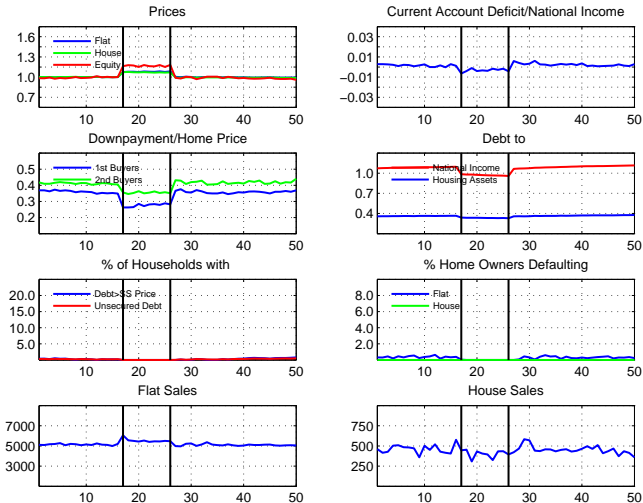 Prices
1.6
1.3
1.0
0.7
Flat
House
Equity
10 20 30 40 50
Current Account Deficit/National Income
0.03
0.01
−0.01
−0.03
10 20 30 40 50
Downpayment/Home Price
0.5
0.4
0.3
0.2
1st Buyers
2nd Buyers
10 20 30 40 50
Debt to
1.0
0.7
0.4
National Income
Housing Assets
10 20 30 40 50
% of Households with
20.0
15.0
10.0
5.0
Debt>SS Price
Unsecured Debt
10 20 30 40 50
% Home Owners Defaulting
8.0
6.0
4.0
2.0
Flat
House
10 20 30 40 50
Flat Sales
7000
5000
3000
10 20 30 40 50
House Sales
750
500
250
10 20 30 40 50